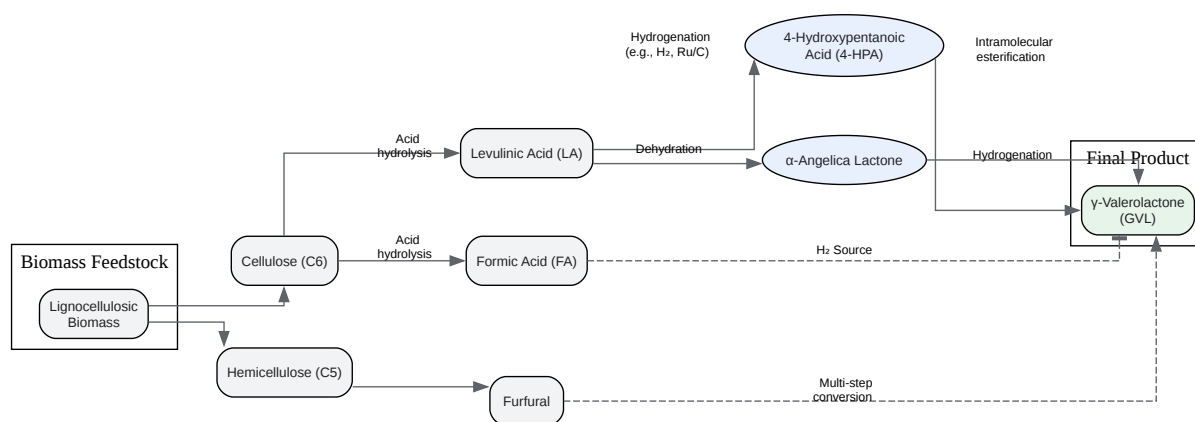 Hydrogenation
(e.g., H₂, Ru/C)
4-Hydroxypentanoic
Acid (4-HPA)
Intramolecular
esterification
Acid
hydrolysis
Levulinic Acid (LA)
Dehydration
α-Angelica Lactone
Hydrogenation
Final Product
γ-Valerolactone
(GVL)
Biomass Feedstock
Lignocellulosic
Biomass
Cellulose (C6)
Acid
hydrolysis
Formic Acid (FA)
H₂ Source
Hemicellulose (C5)
Furfural
Multi-step
conversion